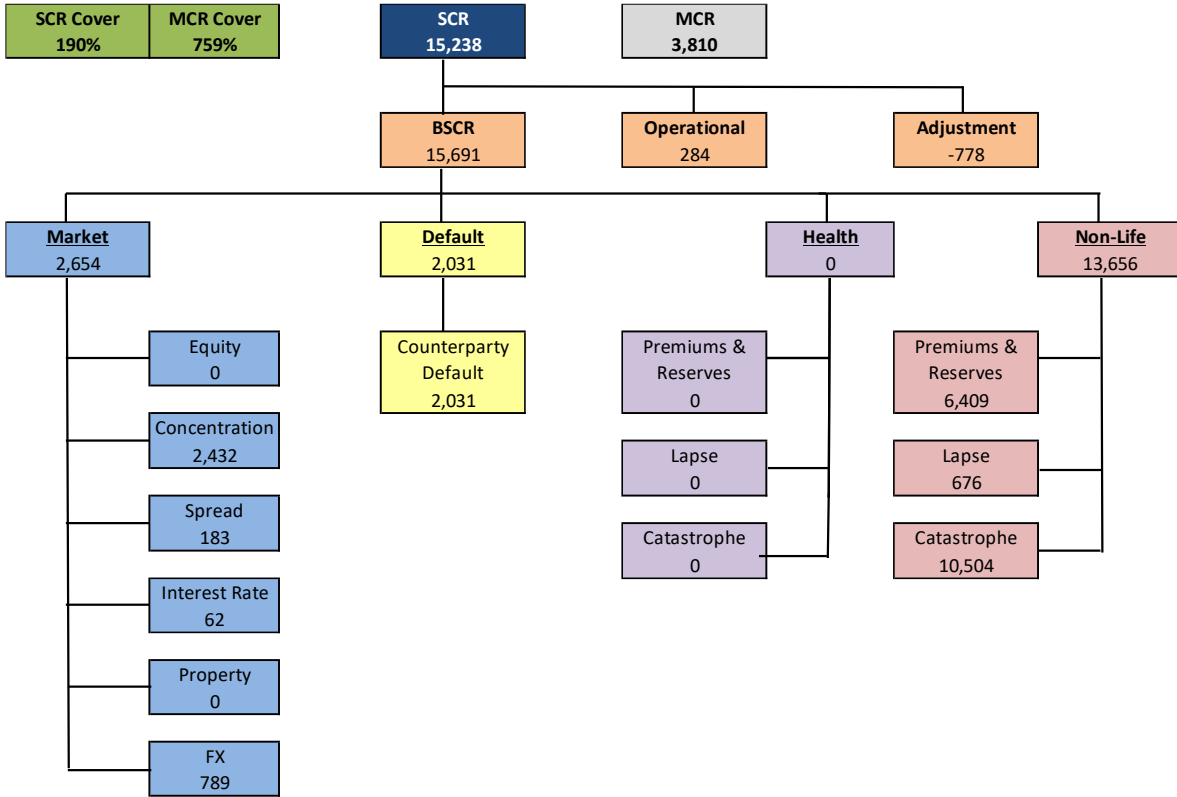 SCR Cover
190%
MCR Cover
759%
SCR
15,238
MCR
3,810
BSCR
15,691
Operational
284
Adjustment
-778
Market
2,654
Default
2,031
Health
0
Non-Life
13,656
Equity
0
Concentration
2,432
Spread
183
Interest Rate
62
Property
0
FX
789
Counterparty
Default
2,031
Premiums &
Reserves
0
Lapse
0
Catastrophe
0
Premiums &
Reserves
6,409
Lapse
676
Catastrophe
10,504